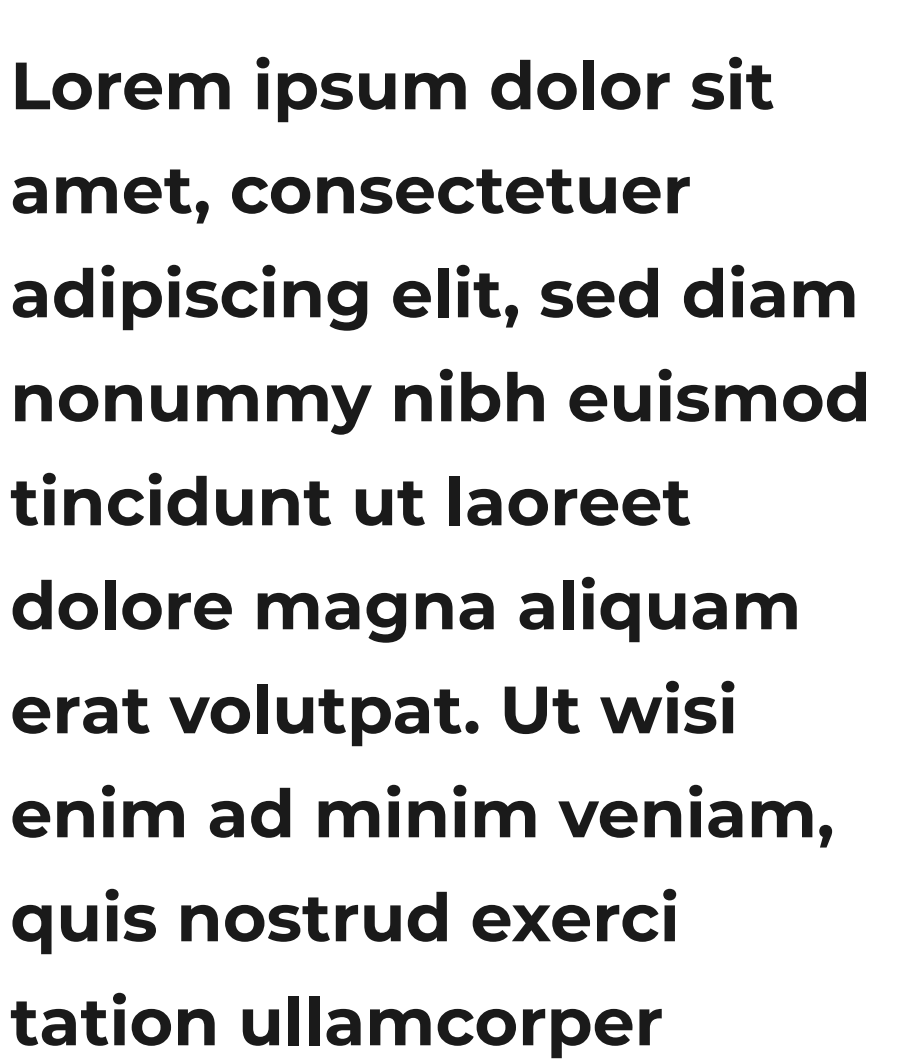 Lorem ipsum dolor sit
amet, consectetuer
adipiscing elit, sed diam
nonummy nibh euismod
tincidunt ut laoreet
dolore magna aliquam
erat volutpat. Ut wisi
enim ad minim veniam,
quis nostrud exerci
tation ullamcorper